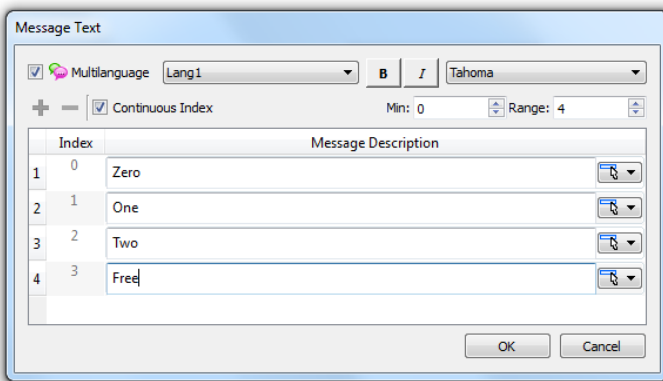 Message Text
Multilanguage Lang1 B I Tahoma
Continuous Index Min: 0 Range: 4
Index Message Description
1 0 Zero
2 1 One
3 2 Two
4 3 Free
OK Cancel